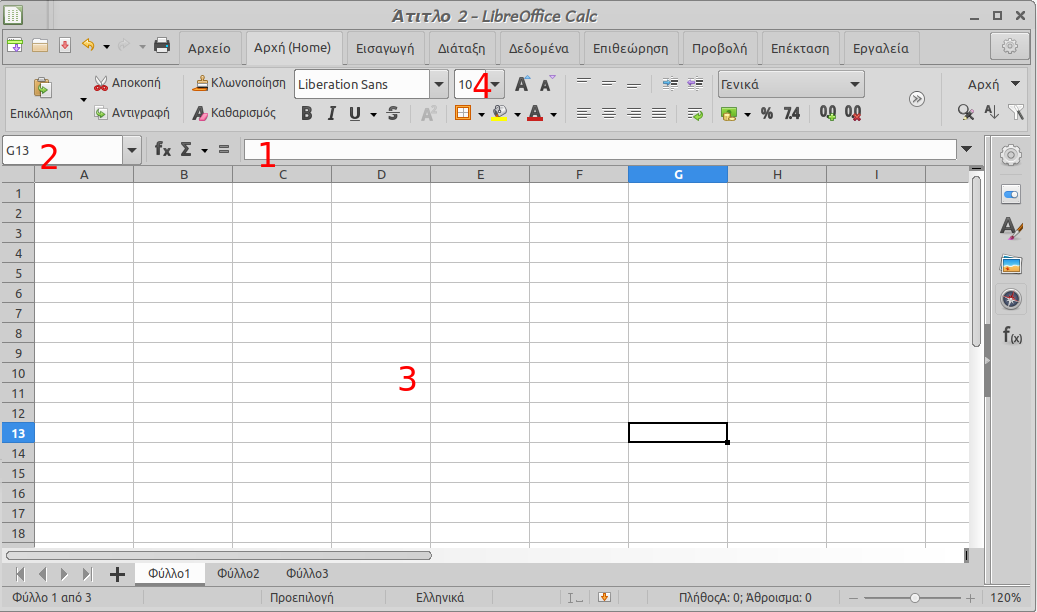 Άτιτλο 2 - LibreOffice Calc
Αρχείο Αρχή (Home) Εισαγωγή Διάταξη Δεδομένα Επιθεώρηση Προβολή Επέκταση Εργαλεία
Αποκοπή Κλωνοποίηση Liberation Sans 10 4 A A Γενικά Αρχή
Επικόλληση Αντιγραφή Καθαρισμός B I U S A A % 7.4 0.0 0.0
G13 2 fx Σ = 1
A B C D E F G H I
1
2
3
4
5
6
7
8
9
10 3
11
12
13
14
15
16
17
18
f(x)
Φύλλο1 Φύλλο2 Φύλλο3
Φύλλο 1 από 3 Προεπιλογή Ελληνικά ΠλήθοςΑ: 0; Άθροισμα: 0 120%